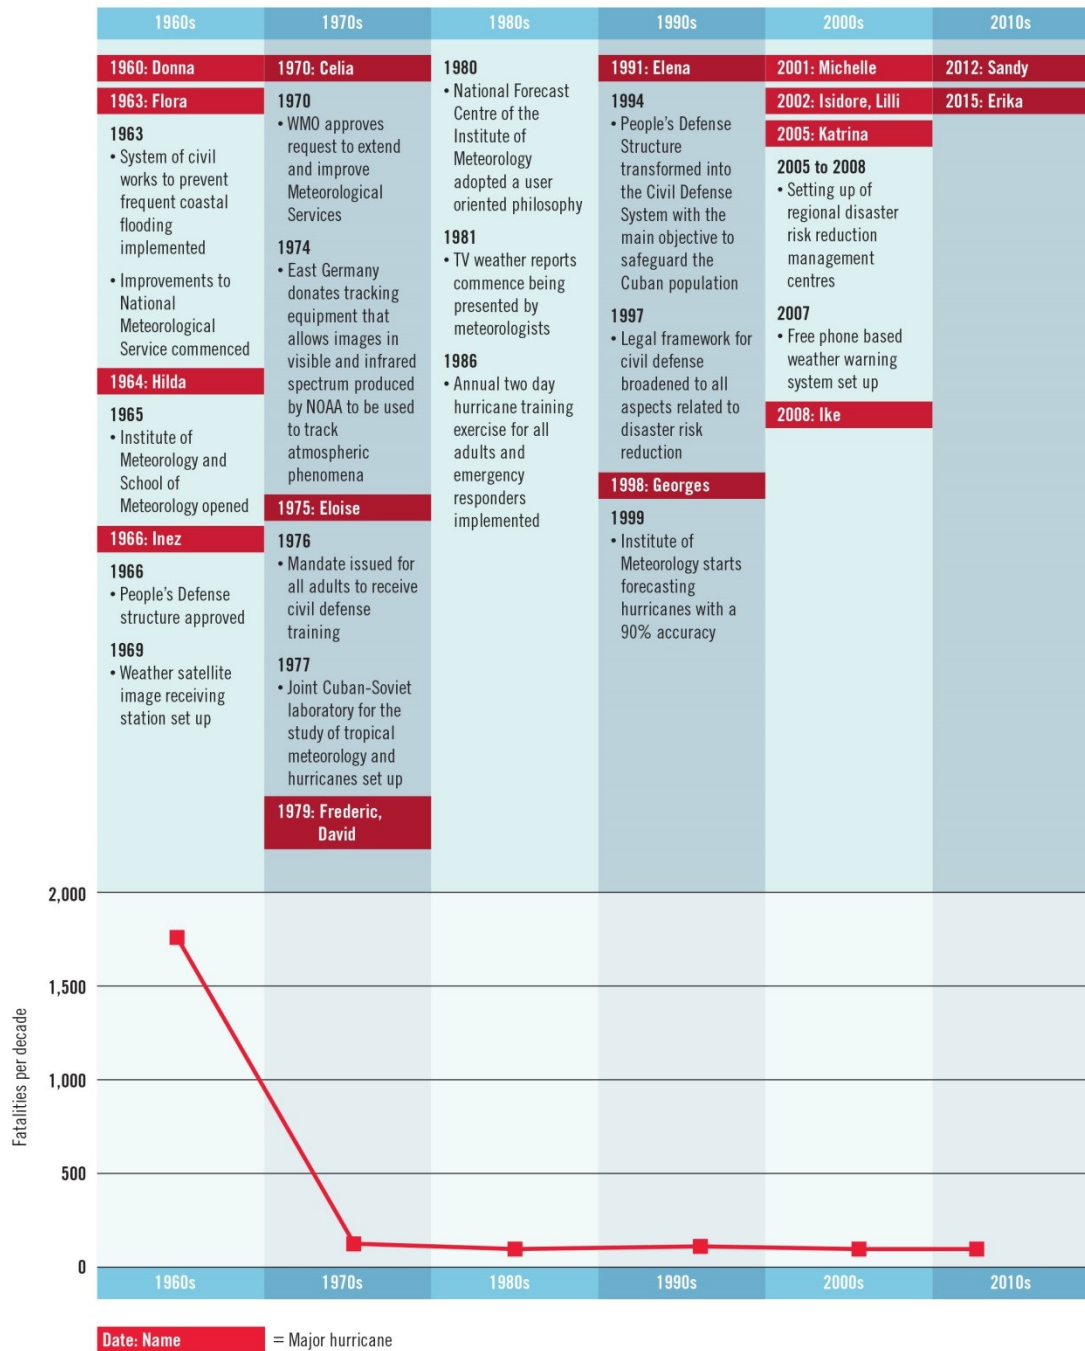 1960s
1970s
1980s
1990s
2000s
2010s
1960: Donna
1963: Flora
1963
• System of civil
works to prevent
frequent coastal
flooding
implemented
• Improvements to
National
Meteorological
Service commenced
1964: Hilda
1965
• Institute of
Meteorology and
School of
Meteorology opened
1966: Inez
1966
• People's Defense
structure approved
1969
• Weather satellite
image receiving
station set up
1970: Celia
1970
• WMO approves
request to extend
and improve
Meteorological
Services
1974
• East Germany
donates tracking
equipment that
allows images in
visible and infrared
spectrum produced
by NOAA to be used
to track
atmospheric
phenomena
1975: Eloise
1976
• Mandate issued for
all adults to receive
civil defense
training
1977
• Joint Cuban-Soviet
laboratory for the
study of tropical
meteorology and
hurricanes set up
1979: Frederic,
David
1980
• National Forecast
Centre of the
Institute of
Meteorology
adopted a user
oriented philosophy
1981
• TV weather reports
commence being
presented by
meteorologists
1986
• Annual two day
hurricane training
exercise for all
adults and
emergency
responders
implemented
1991: Elena
1994
• People's Defense
Structure
transformed into
the Civil Defense
System with the
main objective to
safeguard the
Cuban population
1997
• Legal framework for
civil defense
broadened to all
aspects related to
disaster risk
reduction
1998: Georges
1999
• Institute of
Meteorology starts
forecasting
hurricanes with a
90% accuracy
2001: Michelle
2002: Isidore, Lilli
2005: Katrina
2005 to 2008
• Setting up of
regional disaster
risk reduction
management
centres
2007
• Free phone based
weather warning
system set up
2008: Ike
2012: Sandy
2015: Erika
Fatalities per decade
2,000
1,500
1,000
500
0
1960s
1970s
1980s
1990s
2000s
2010s
Date: Name
= Major hurricane